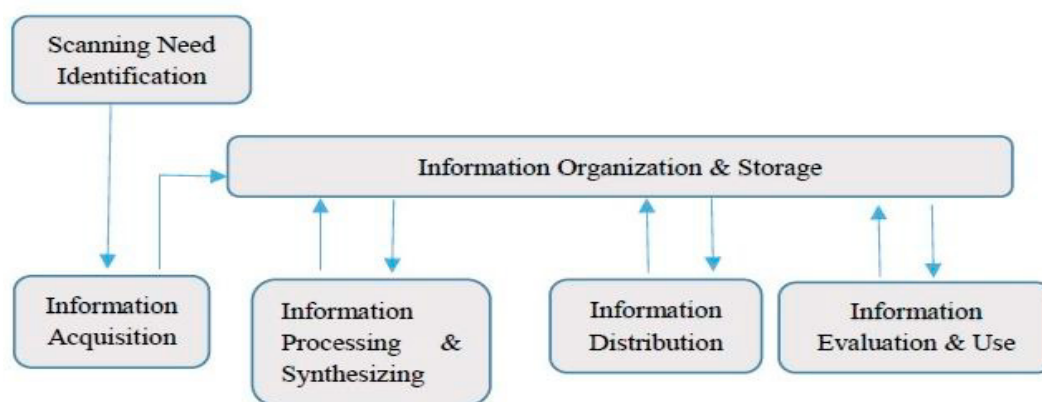 Scanning Need
Identification
Information Organization & Storage
Information
Acquisition
Information
Processing &
Synthesizing
Information
Distribution
Information
Evaluation & Use